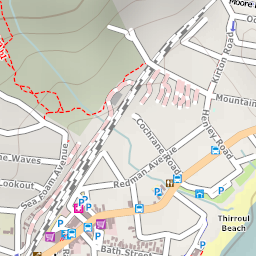 Moore
Kirton Road
Mountain
Henley Road
Cochrane Road
Redman Avenue
The Waves
Lookout
Sea Foam Avenue
Thirroul
Beach
Bath Street